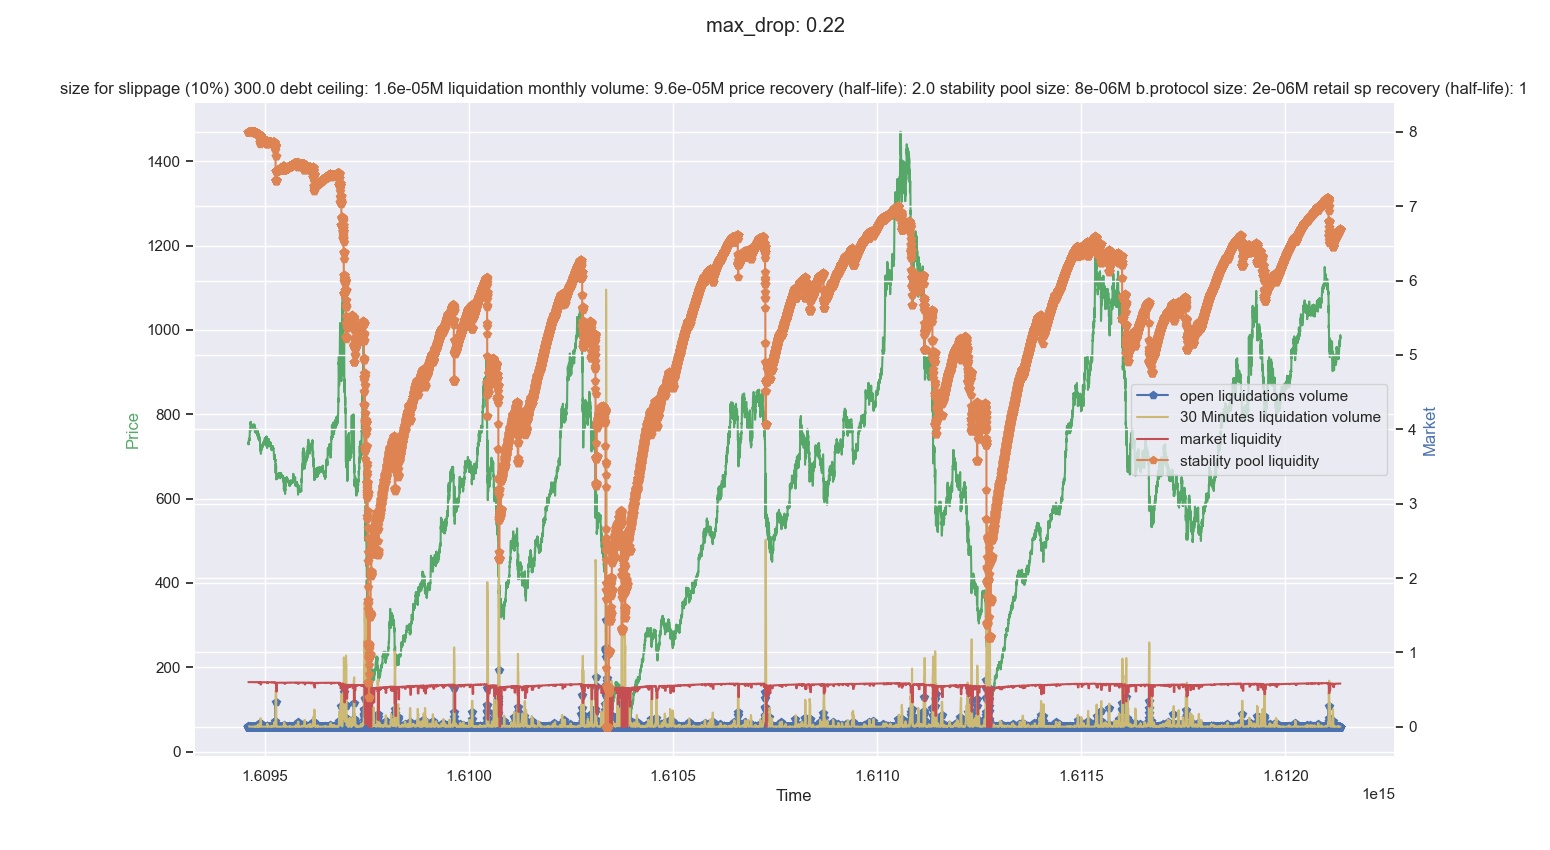 max_drop: 0.22
size for slippage (10%) 300.0 debt ceiling: 1.6e-05M liquidation monthly volume: 9.6e-05M price recovery (half-life): 2.0 stability pool size: 8e-06M b.protocol size: 2e-06M retail sp recovery (half-life): 1
1400
1200
1000
800
600
400
200
0
Price
8
7
6
5
4
3
2
1
0
Market
open liquidations volume
30 Minutes liquidation volume
market liquidity
stability pool liquidity
1.6095 1.6100 1.6105 1.6110 1.6115 1.6120
Time
1e15